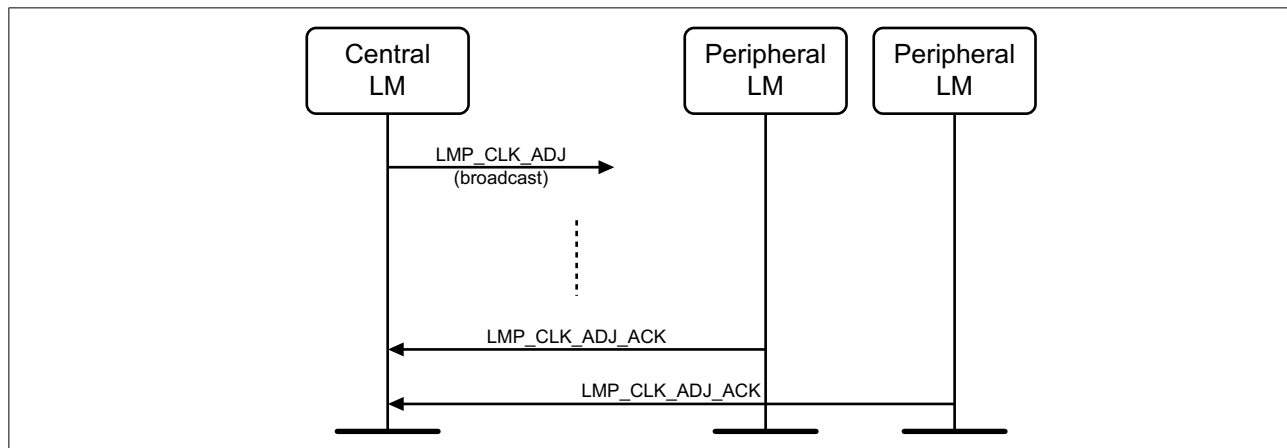 Central
LM
Peripheral
LM
Peripheral
LM
LMP_CLK_ADJ
(broadcast)
LMP_CLK_ADJ_ACK
LMP_CLK_ADJ_ACK